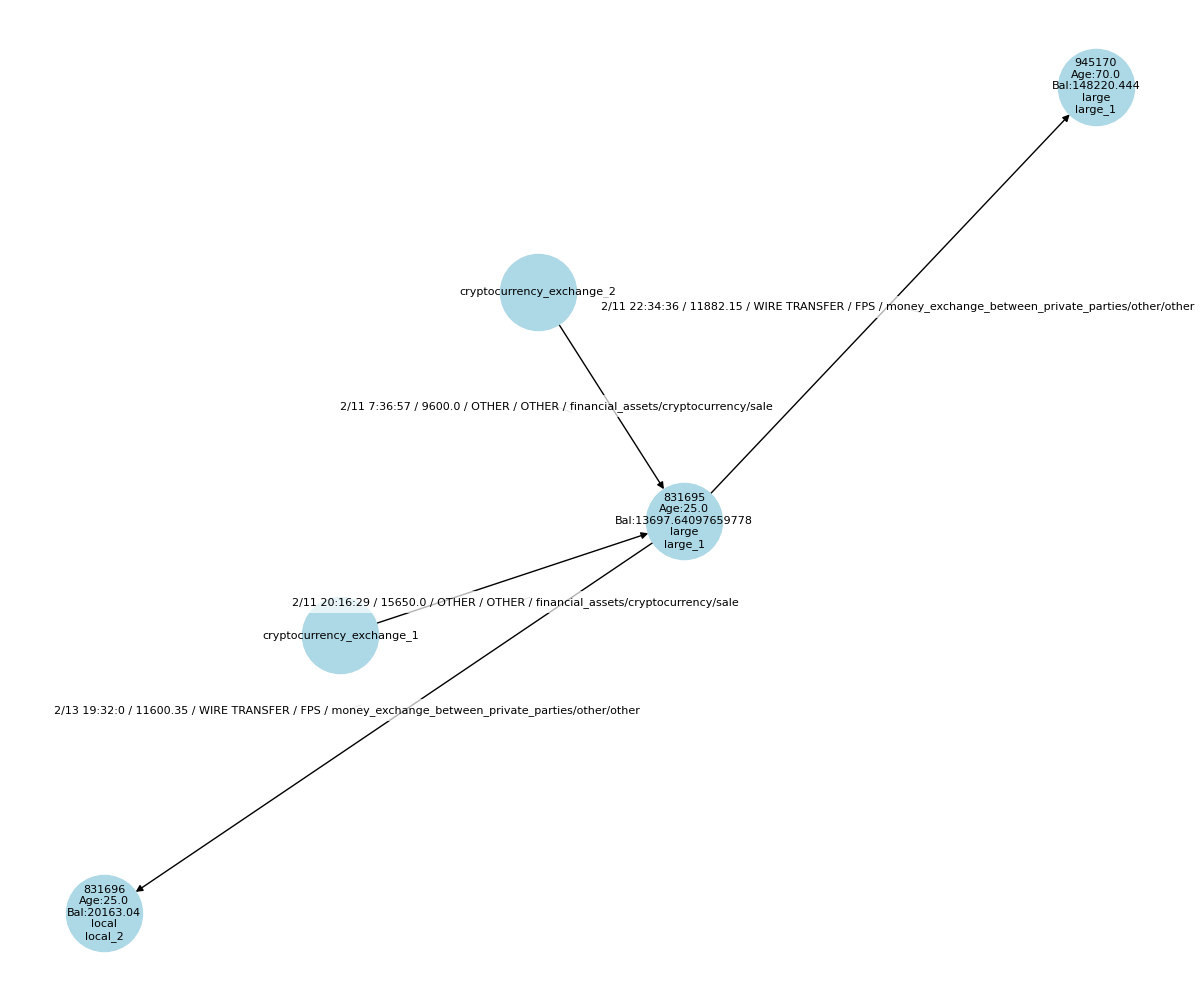 945170
Age:70.0
Bal:148220.444
large
large_1
cryptocurrency_exchange_2
2/11 22:34:36 / 11882.15 / WIRE TRANSFER / FPS / money_exchange_between_private_parties/other/other
2/11 7:36:57 / 9600.0 / OTHER / OTHER / financial_assets/cryptocurrency/sale
831695
Age:25.0
Bal:13697.64097659778
large
large_1
2/11 20:16:29 / 15650.0 / OTHER / OTHER / financial_assets/cryptocurrency/sale
cryptocurrency_exchange_1
2/13 19:32:0 / 11600.35 / WIRE TRANSFER / FPS / money_exchange_between_private_parties/other/other
831696
Age:25.0
Bal:20163.04
local
local_2